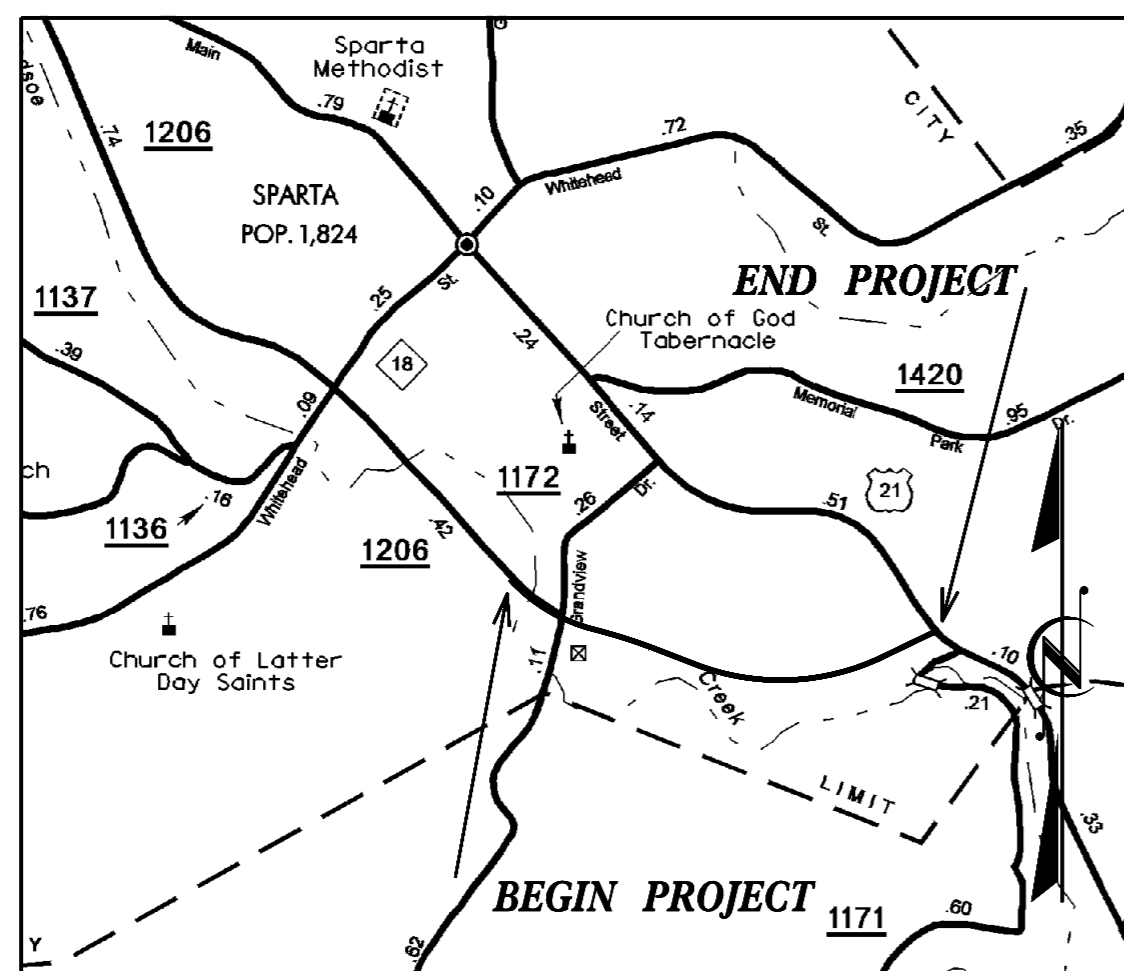 Main
Sparta
Methodist
.79
.74
1206
.72
CITY
.35
Whitehead
.10
SPARTA
POP. 1,824
St.
END PROJECT
St.
.25
1137
.24
Church of God
Tabernacle
.39
18
1420
.09
Street
.14
Memorial
Park
.95
Dr.
Whitehead
1172
Dr.
21
.16
.26
.51
1136
.42
1206
Grandview
.76
Church of Latter
Day Saints
.11
Creek
.10
.21
N
LIMIT
.33
BEGIN PROJECT
1171
.60
Y
.62